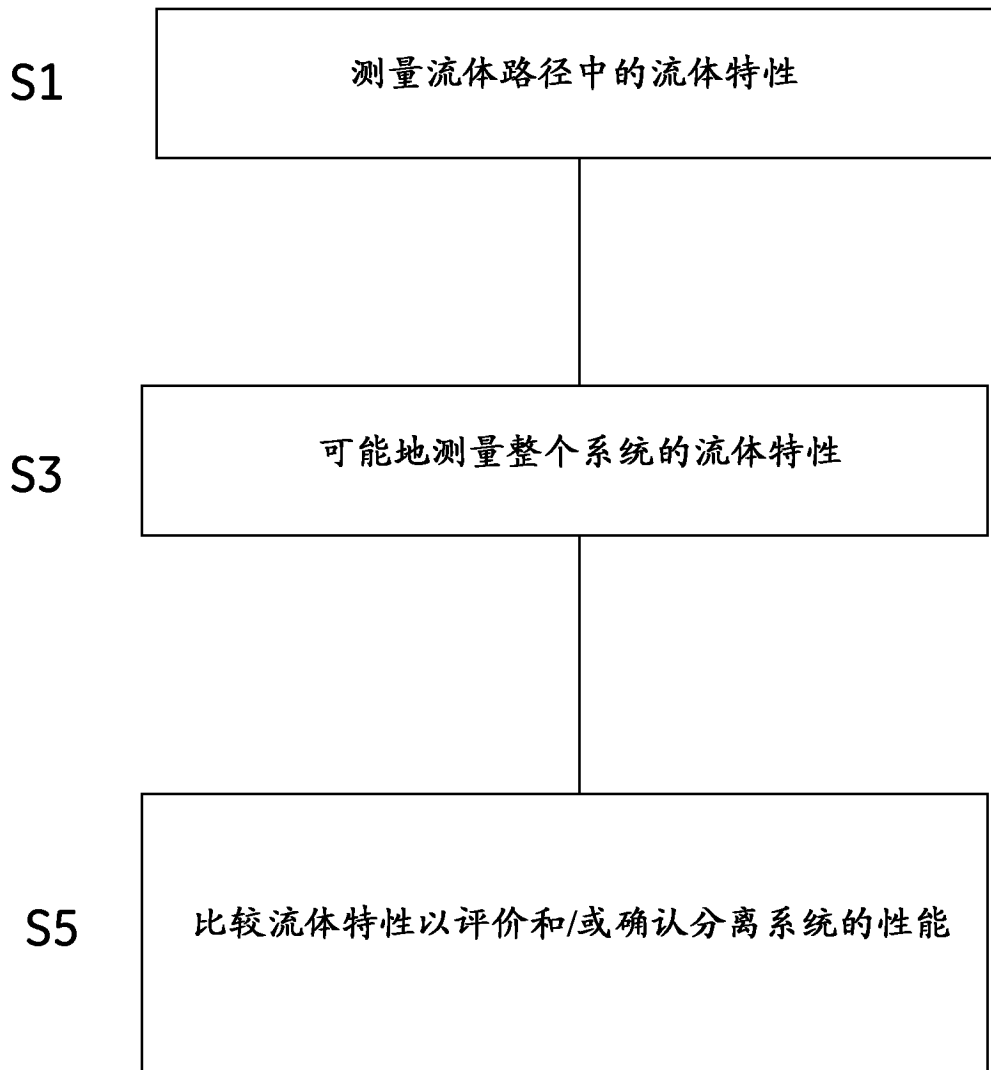 S1
测量流体路径中的流体特性
S3
可能地测量整个系统的流体特性
S5
比较流体特性以评价和/或确认分离系统的性能